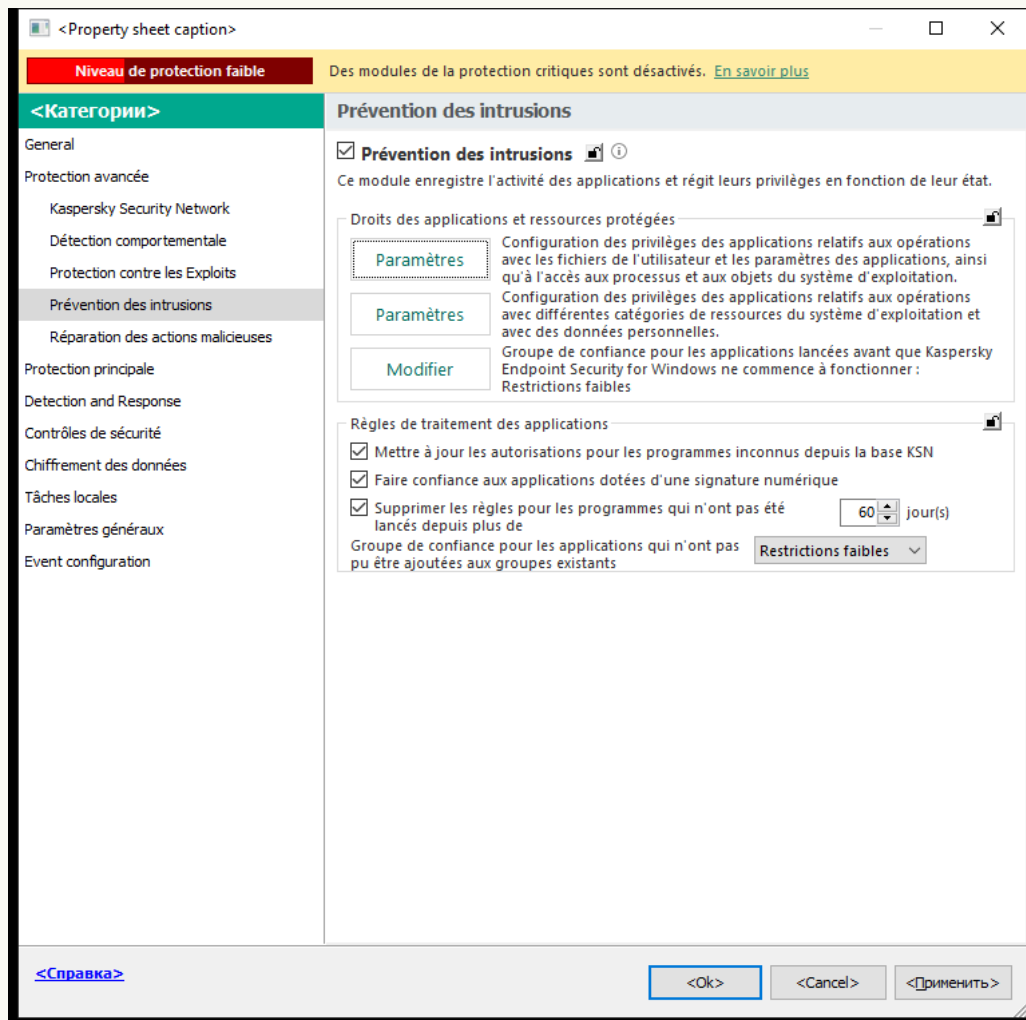 <Property sheet caption>
Niveau de protection faible
Des modules de la protection critiques sont désactivés. En savoir plus
<Категории>
General
Protection avancée
Kaspersky Security Network
Détection comportementale
Protection contre les Exploits
Prévention des intrusions
Réparation des actions malicieuses
Protection principale
Detection and Response
Contrôles de sécurité
Chiffrement des données
Tâches locales
Paramètres généraux
Event configuration
Prévention des intrusions
Prévention des intrusions
Ce module enregistre l'activité des applications et régit leurs privilèges en fonction de leur état.
Droits des applications et ressources protégées
Paramètres
Configuration des privilèges des applications relatifs aux opérations
avec les fichiers de l'utilisateur et les paramètres des applications, ainsi
qu'à l'accès aux processus et aux objets du système d'exploitation.
Paramètres
Configuration des privilèges des applications relatifs aux opérations
avec différentes catégories de ressources du système d'exploitation et
avec des données personnelles.
Modifier
Groupe de confiance pour les applications lancées avant que Kaspersky
Endpoint Security for Windows ne commence à fonctionner :
Restrictions faibles
Règles de traitement des applications
Mettre à jour les autorisations pour les programmes inconnus depuis la base KSN
Faire confiance aux applications dotées d'une signature numérique
Supprimer les règles pour les programmes qui n'ont pas été
lancés depuis plus de
60 jour(s)
Groupe de confiance pour les applications qui n'ont pas
pu être ajoutées aux groupes existants
Restrictions faibles
<Справка>
<Ok>
<Cancel>
<Применить>